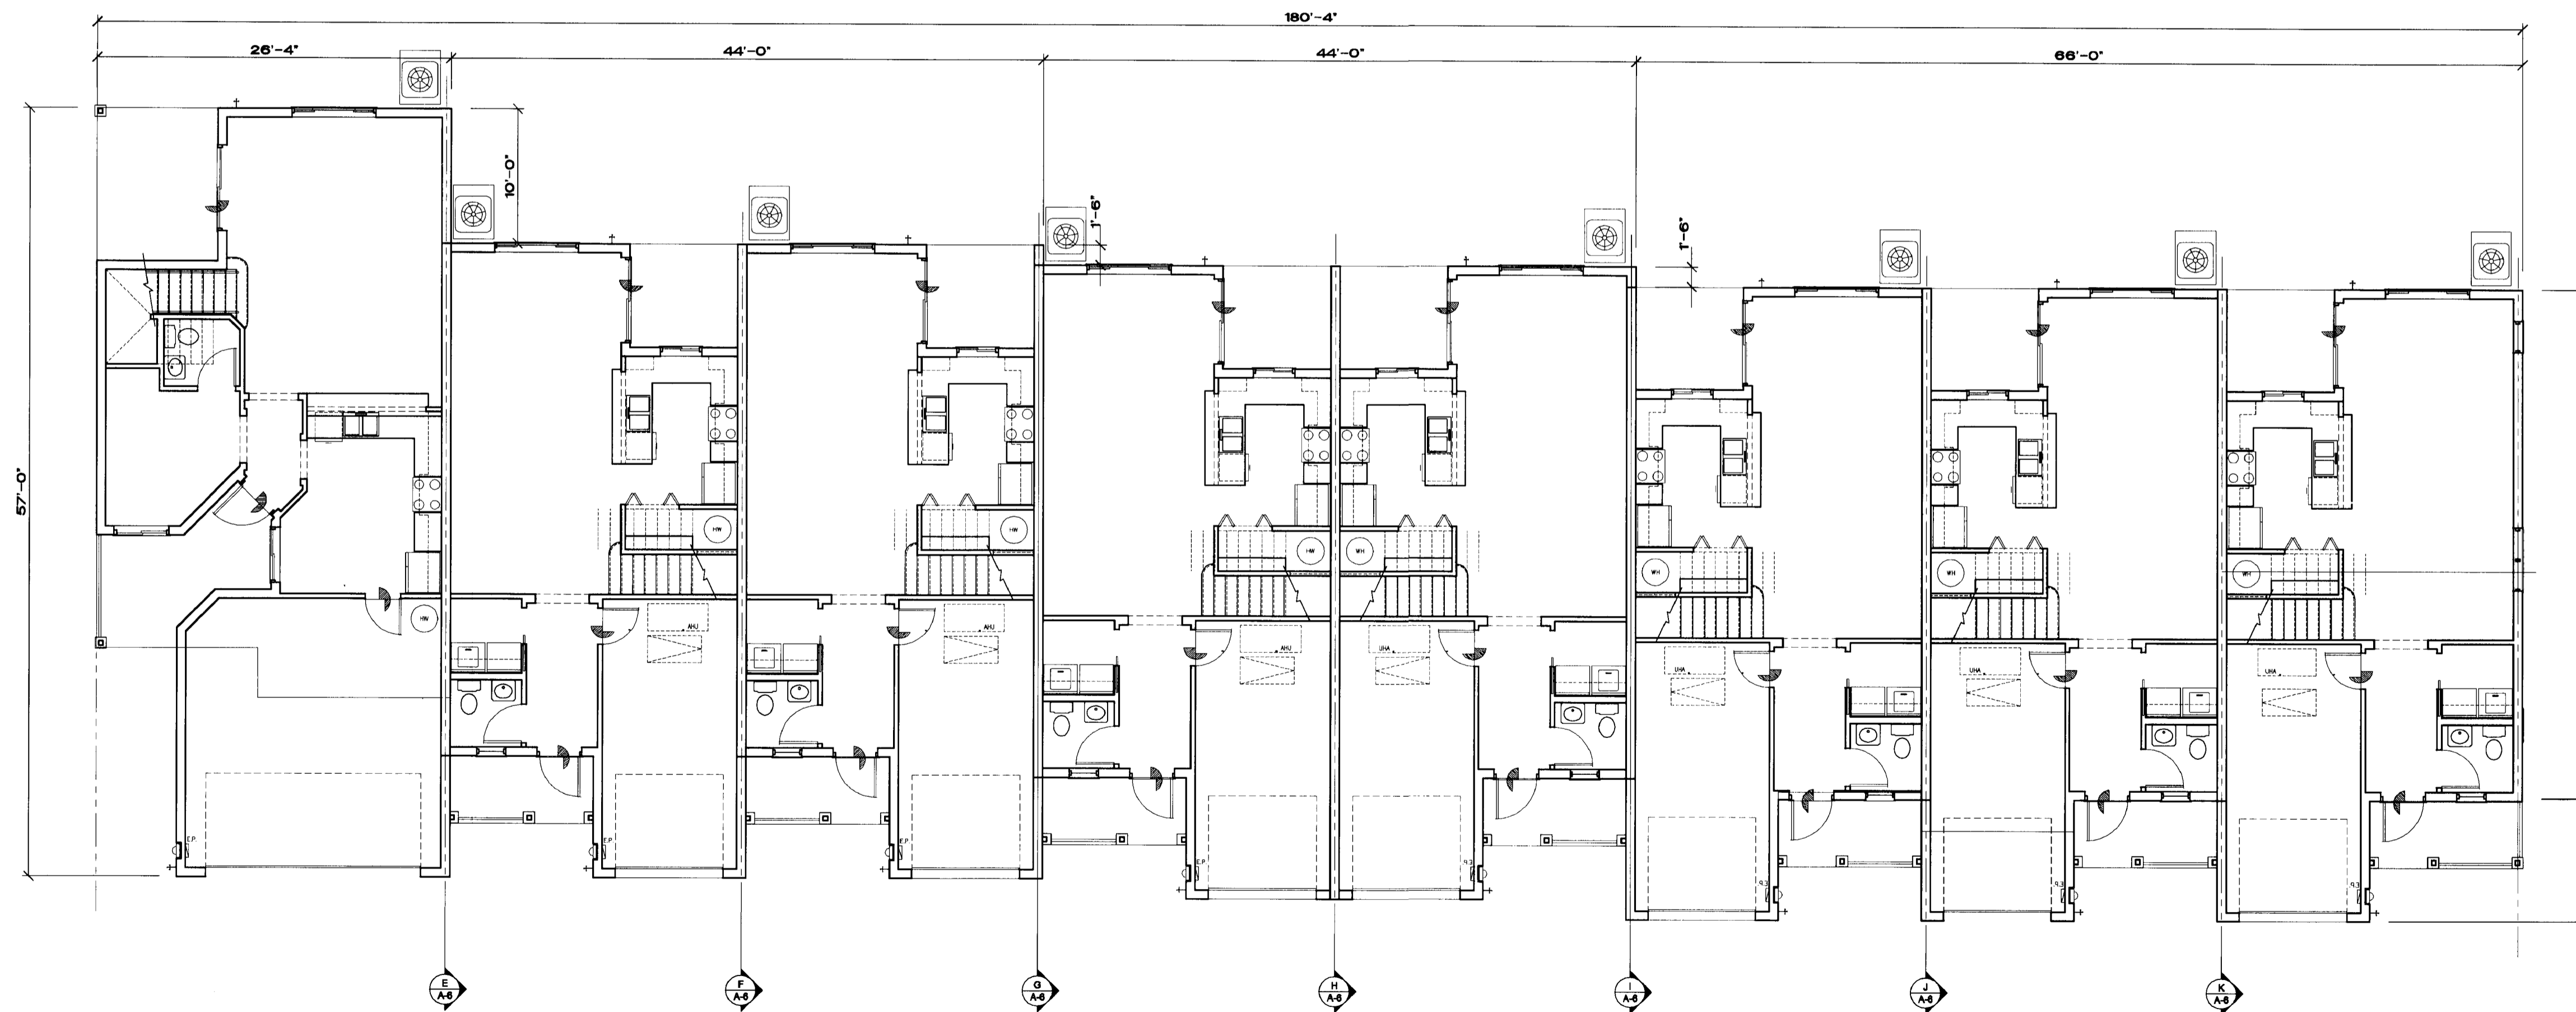 180'-4"
26'-4"
44'-0"
44'-0"
66'-0"
10'-0"
1'-6"
1'-6"
57'-0"
HW
HW
HW
HW
WH
WH
WH
WH
AHU
AHU
AHU
UHA
UHA
UHA
UHA
E.P.
E.P.
E.P.
E.P.
E.P.
E.P.
E.P.
E.P.
E
A-6
F
A-6
G
A-6
H
A-6
I
A-6
J
A-6
K
A-6